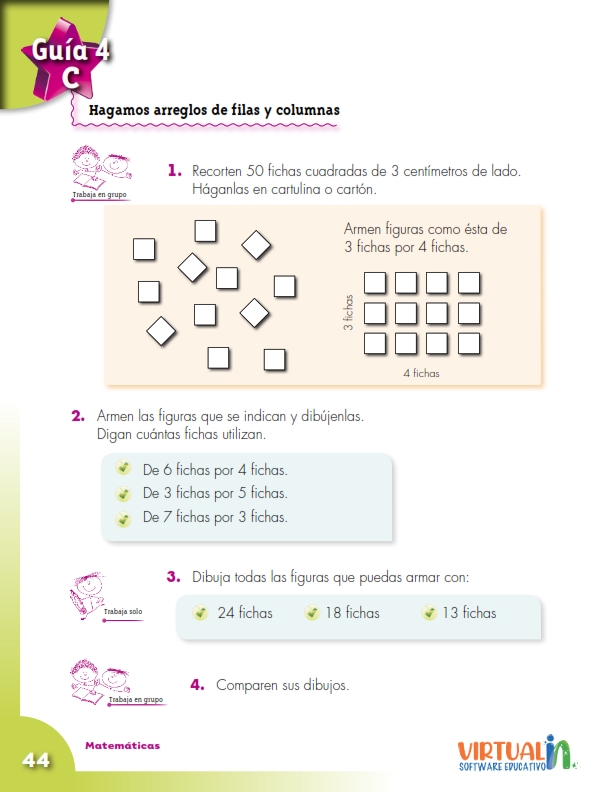 Guía 4
C
Hagamos arreglos de filas y columnas
Trabaja en grupo
1. Recorten 50 fichas cuadradas de 3 centímetros de lado.
Háganlas en cartulina o cartón.
Armen figuras como ésta de
3 fichas por 4 fichas.
3 fichas
4 fichas
2. Armen las figuras que se indican y dibújenlas.
Digan cuántas fichas utilizan.
De 6 fichas por 4 fichas.
De 3 fichas por 5 fichas.
De 7 fichas por 3 fichas.
Trabaja solo
3. Dibuja todas las figuras que puedas armar con:
24 fichas 18 fichas 13 fichas
Trabaja en grupo
4. Comparen sus dibujos.
44
Matemáticas
VIRTUALIN
SOFTWARE EDUCATIVO